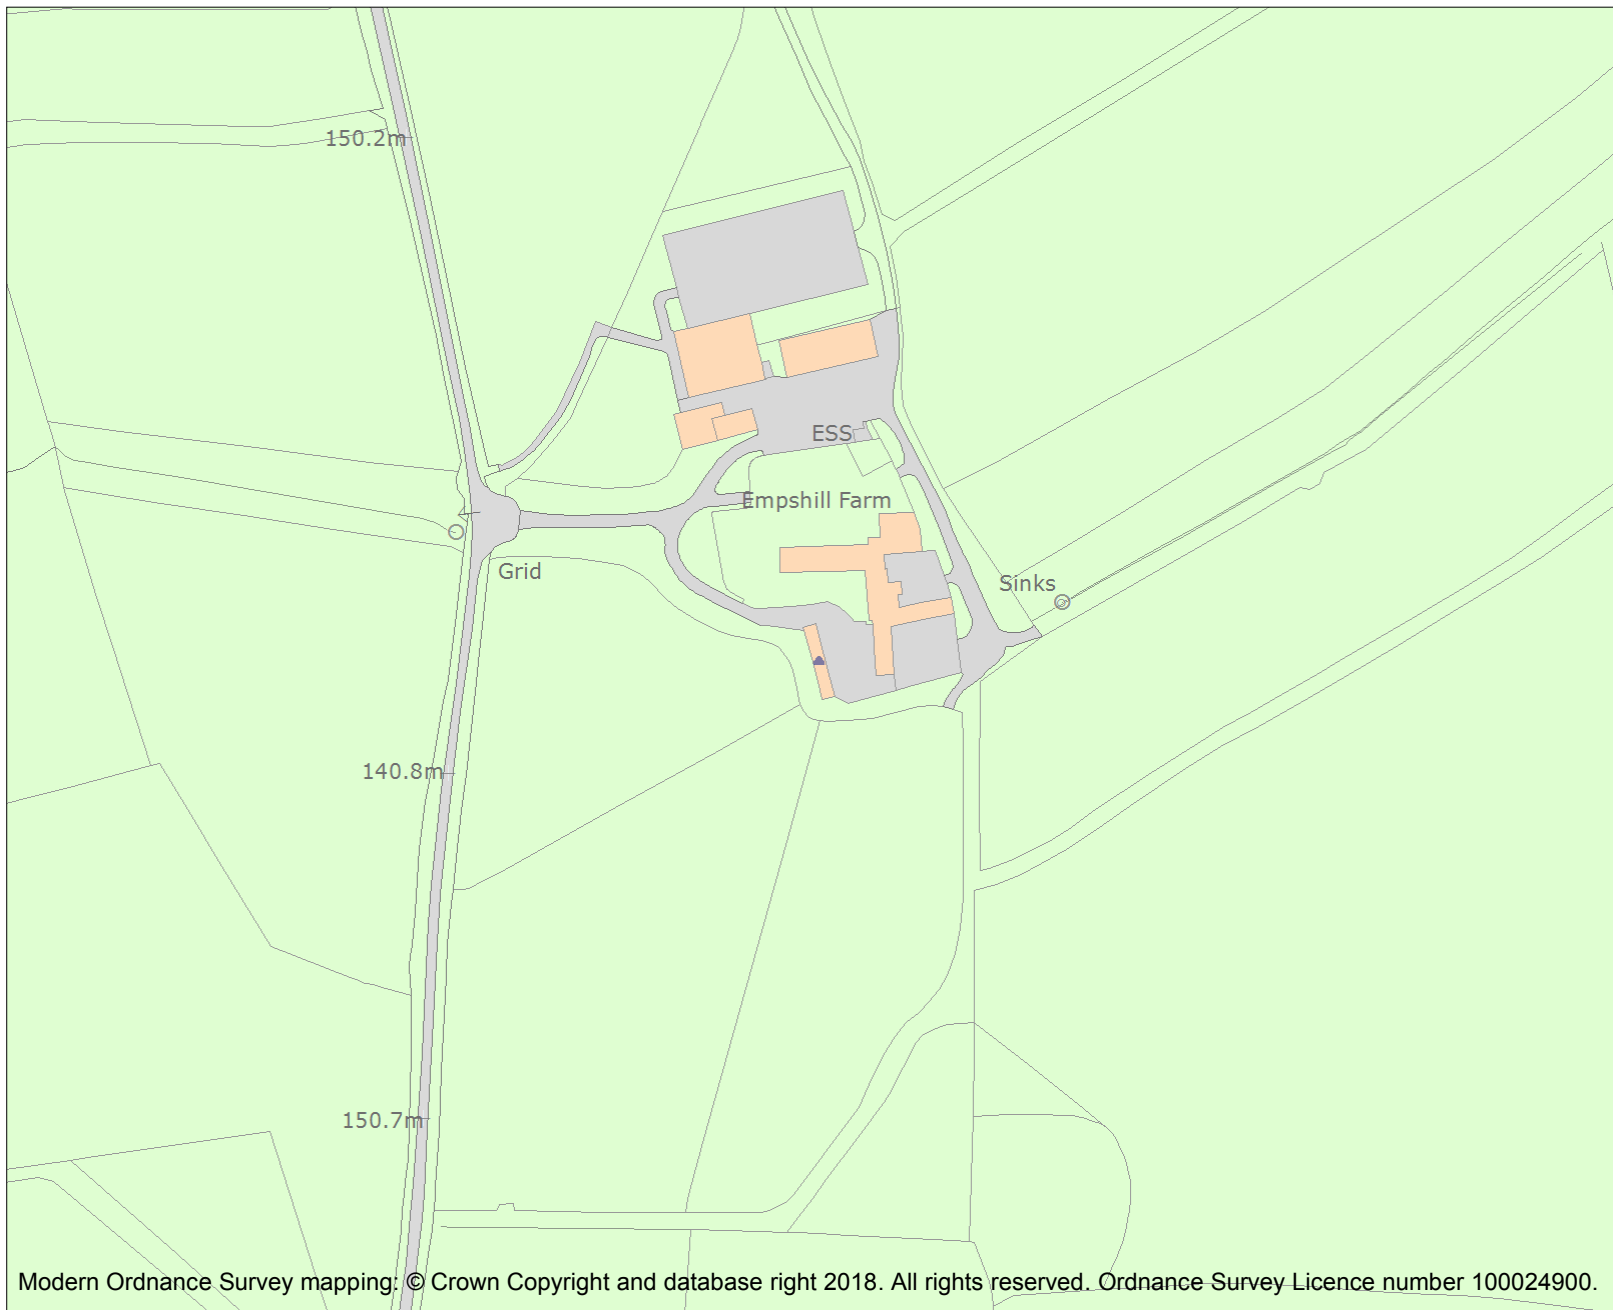 150.2m
ESS
Empshill Farm
Grid
Sinks
140.8m
150.7m
Modern Ordnance Survey mapping: © Crown Copyright and database right 2018. All rights reserved. Ordnance Survey Licence number 100024900.